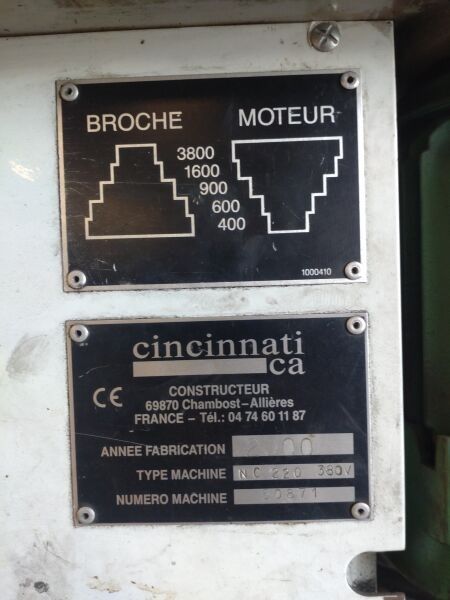 BROCHE MOTEUR
3800
1600
900
600
400
1000410
cincinnati
ca
CE
CONSTRUCTEUR
69870 Chambost-Allières
FRANCE - Tél.: 04 74 60 11 87
ANNEE FABRICATION
TYPE MACHINE NC 220 380V
NUMERO MACHINE